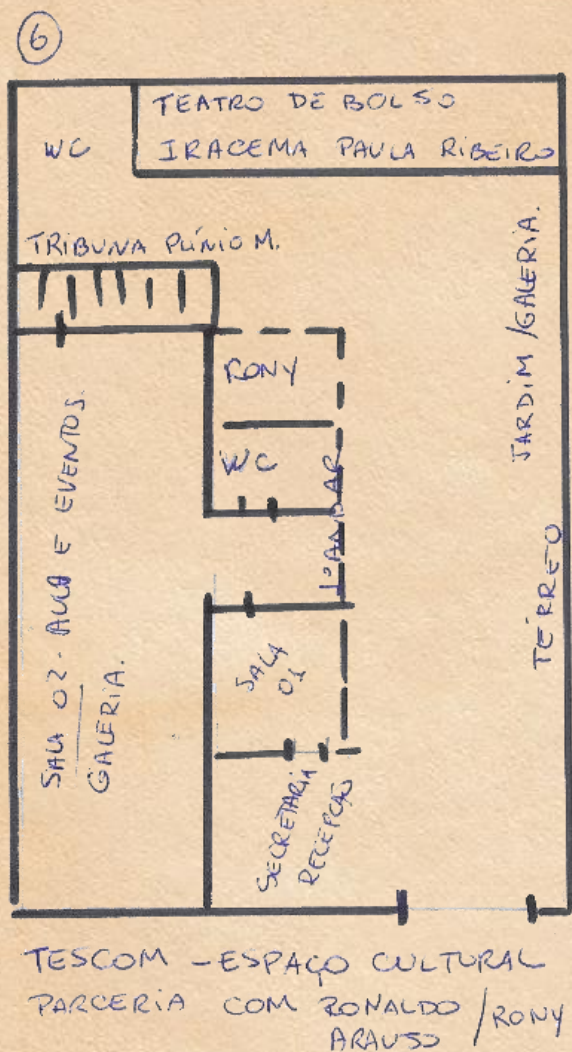 6
TEATRO DE BOLSO
IRACEMA PAULA RIBEIRO
WC
TRIBUNA PLÍNIO M.
RONY
WC
1º ANDAR
JARDIM/GALERIA.
TÉRREO
SALA 02 - AULA E EVENTOS
GALERIA.
SALA
01
SECRETARIA
RECEPÇÃO
TESCOM - ESPAÇO CULTURAL
PARCERIA COM RONALDO / RONY
ARAUJO